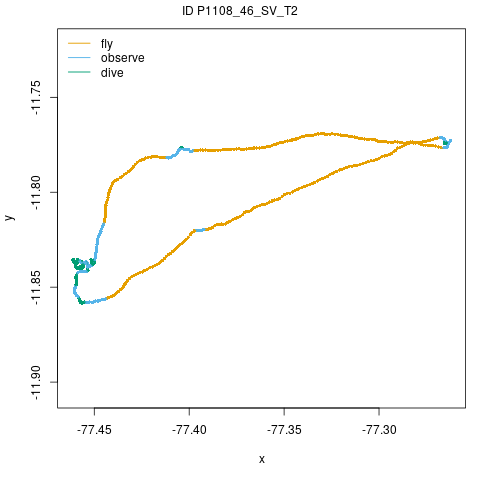 ID P1108_46_SV_T2
fly
observe
dive
-11.75
-11.80
-11.85
-11.90
y
-77.45
-77.40
-77.35
-77.30
x